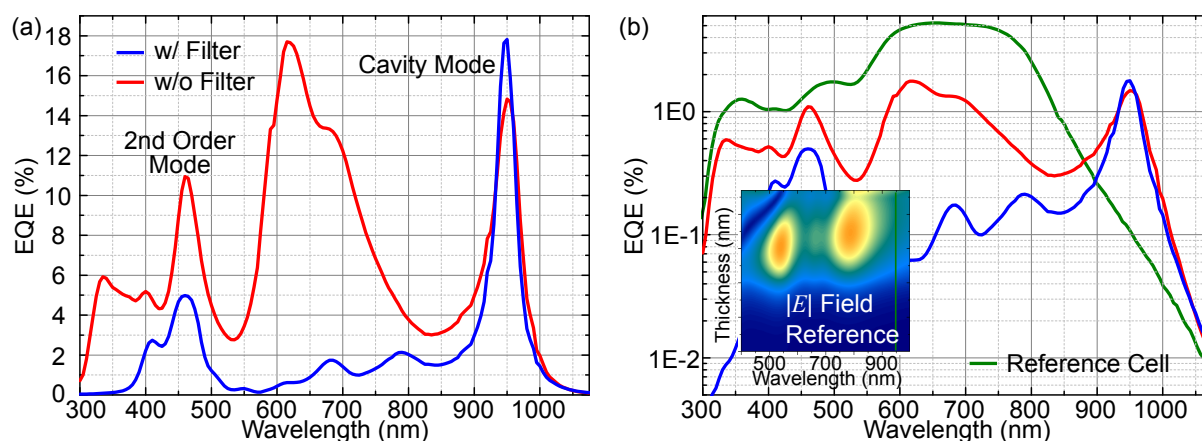 (a)
18
16
14
12
10
8
6
4
2
0
EQE (%)
w/ Filter
w/o Filter
Cavity Mode
2nd Order
Mode
300 400 500 600 700 800 900 1000
Wavelength (nm)
(b)
1E0
1E-1
1E-2
EQE (%)
Thickness (nm)
|E| Field
Reference
500 700 900
Wavelength (nm)
Reference Cell
300 400 500 600 700 800 900 1000
Wavelength (nm)